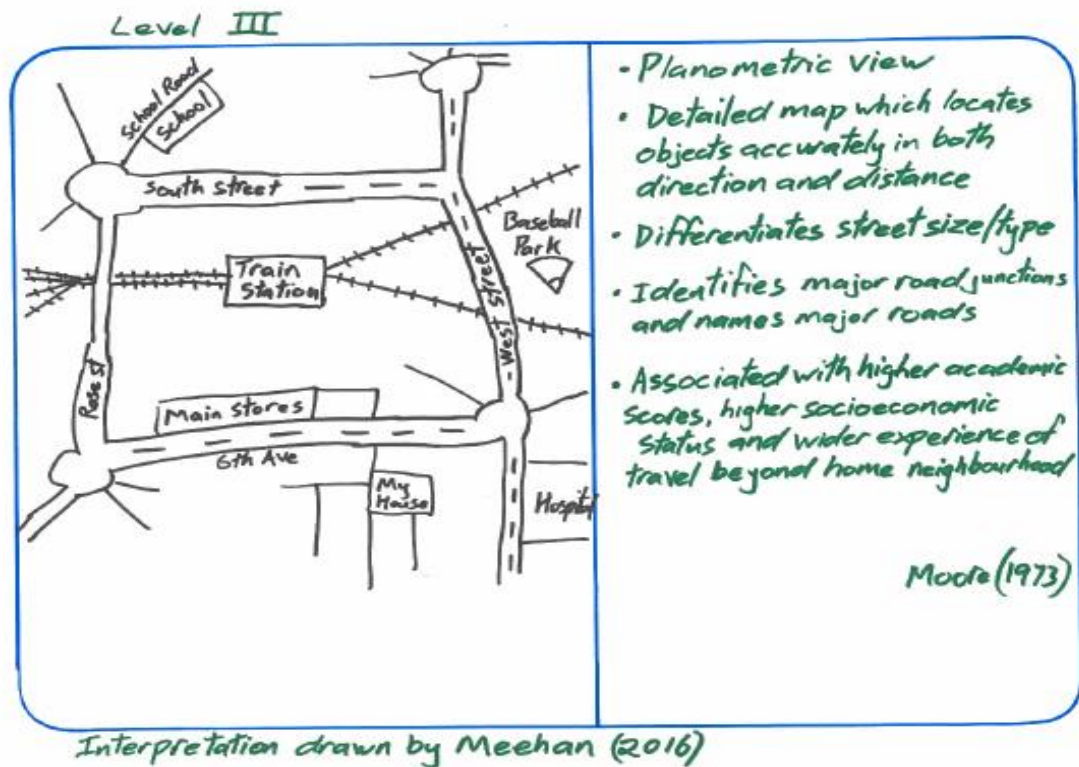 Level III
School Road
School
South Street
Baseball
Park
Train
Station
West Street
Rose st
Main Stores
6th Ave
My
House
Hospital
• Planometric view
• Detailed map which locates
objects accurately in both
direction and distance
• Differentiates street size/type
• Identifies major road junctions
and names major roads
• Associated with higher academic
scores, higher socioeconomic
status and wider experience of
travel beyond home neighbourhood
Moore (1973)
Interpretation drawn by Meehan (2016)